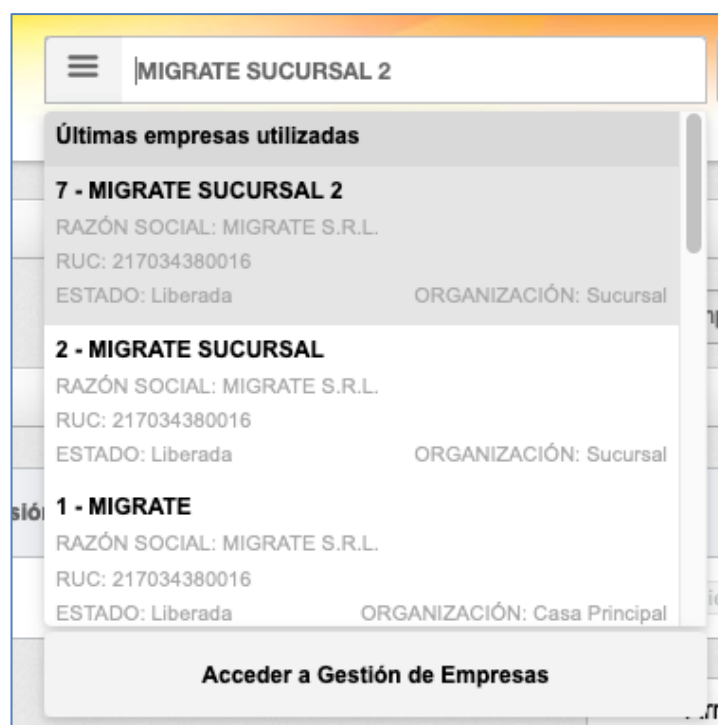 MIGRATE SUCURSAL 2
Últimas empresas utilizadas
7 - MIGRATE SUCURSAL 2
RAZÓN SOCIAL: MIGRATE S.R.L.
RUC: 217034380016
ESTADO: Liberada ORGANIZACIÓN: Sucursal
2 - MIGRATE SUCURSAL
RAZÓN SOCIAL: MIGRATE S.R.L.
RUC: 217034380016
ESTADO: Liberada ORGANIZACIÓN: Sucursal
1 - MIGRATE
RAZÓN SOCIAL: MIGRATE S.R.L.
RUC: 217034380016
ESTADO: Liberada ORGANIZACIÓN: Casa Principal
Acceder a Gestión de Empresas